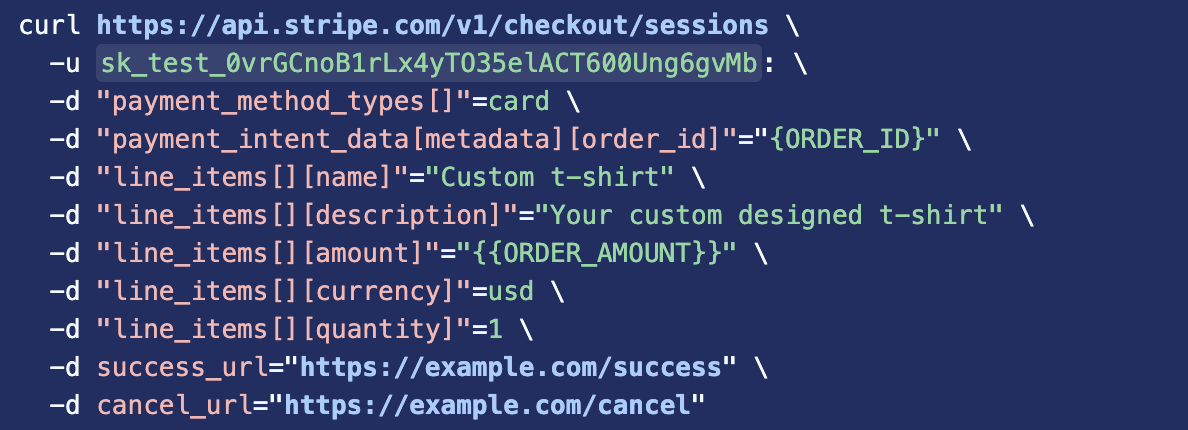 curl https://api.stripe.com/v1/checkout/sessions \
-u sk_test_0vrGCnoB1rLx4yTO35elACT600Ung6gvMb: \
-d "payment_method_types[]"=card \
-d "payment_intent_data[metadata][order_id]"="{ORDER_ID}" \
-d "line_items[][name]"="Custom t-shirt" \
-d "line_items[][description]"="Your custom designed t-shirt" \
-d "line_items[][amount]"="{{ORDER_AMOUNT}}" \
-d "line_items[][currency]"=usd \
-d "line_items[][quantity]"=1 \
-d success_url="https://example.com/success" \
-d cancel_url="https://example.com/cancel"